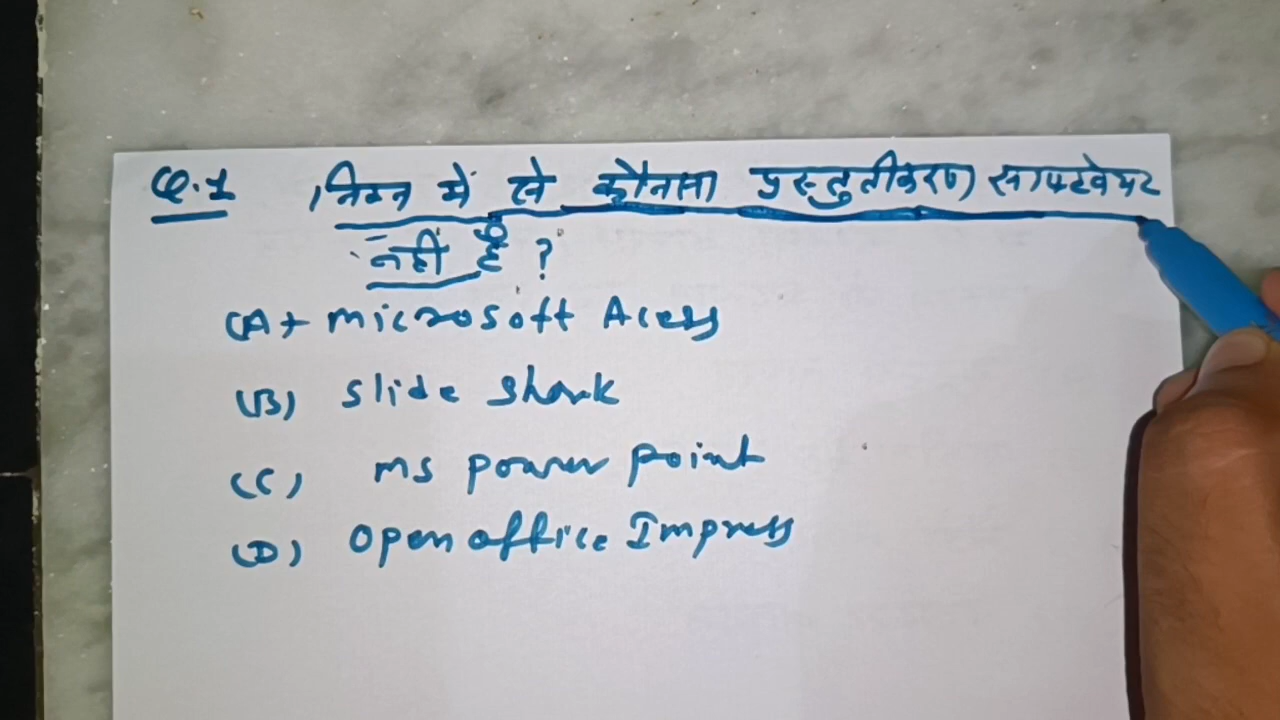 Q.1 निम्न में से कौनसा प्रस्तुतीकरण साफ्टवेयर
नहीं है ?
(A) microsoft Acess
(B) slide shark
(C) ms power point
(D) Open office Impress